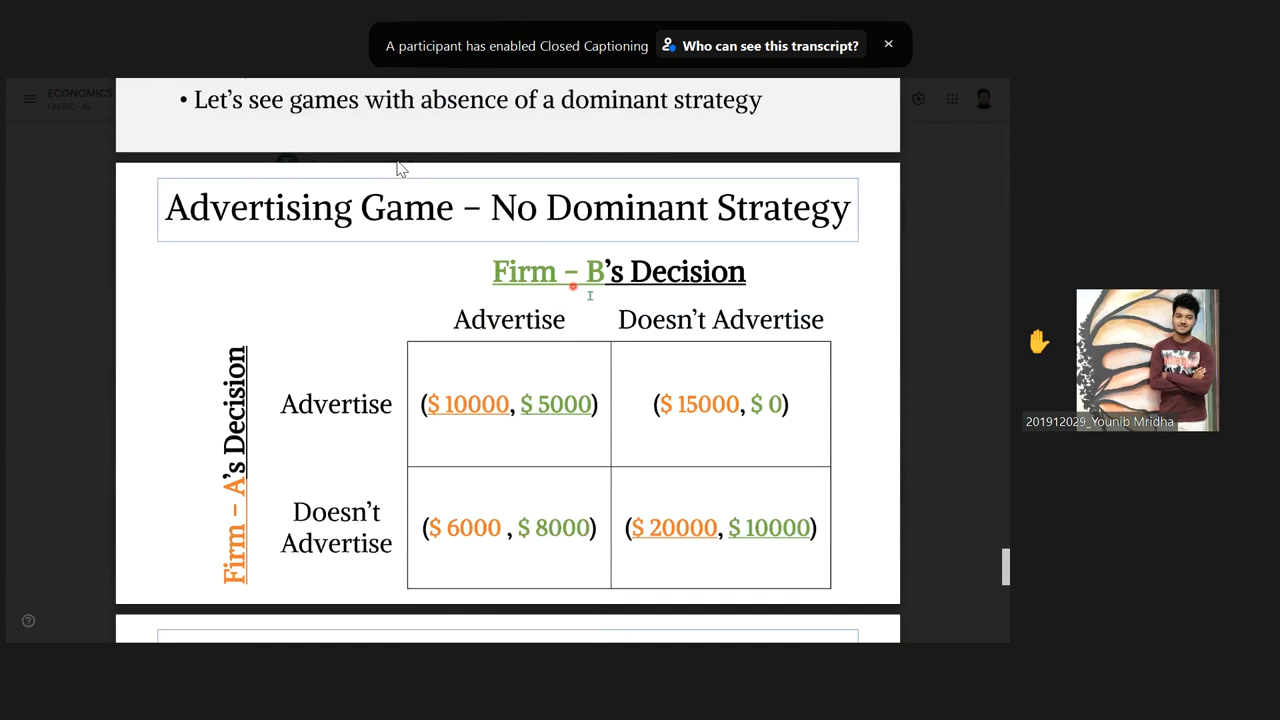 A participant has enabled Closed Captioning Who can see this transcript?
ECONOMICS
• Let's see games with absence of a dominant strategy
Advertising Game – No Dominant Strategy
Firm – B's Decision
Advertise Doesn't Advertise
Firm – A's Decision
Advertise ($ 10000, $ 5000) ($ 15000, $ 0)
Doesn't
Advertise ($ 6000 , $ 8000) ($ 20000, $ 10000)
201912029_Younib Mridha